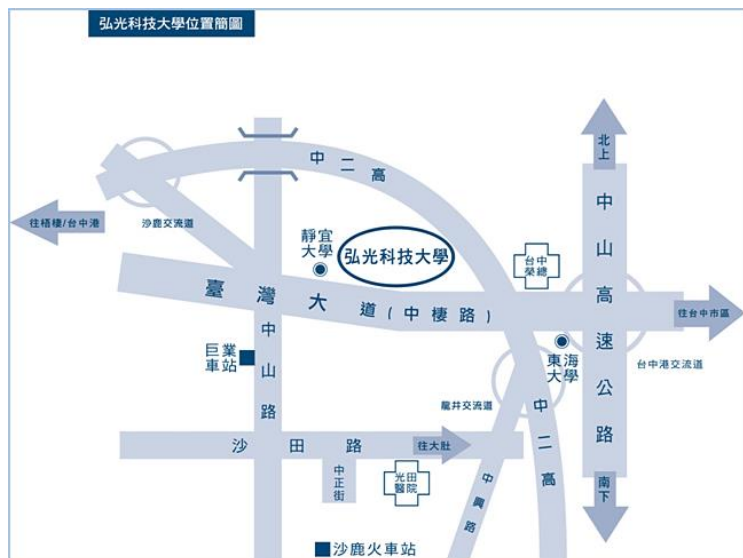 弘光科技大學位置簡圖
北上
中二高
中山高速公路
往梧棲/台中港
沙鹿交流道
靜宜
大學
弘光科技大學
台中
榮總
臺灣大道(中棲路)
往台中市區
巨業
車站
中山路
東海
大學
台中港交流道
龍井交流道
中二高
沙田路
往大肚
中正街
光田
醫院
中興路
南下
沙鹿火車站